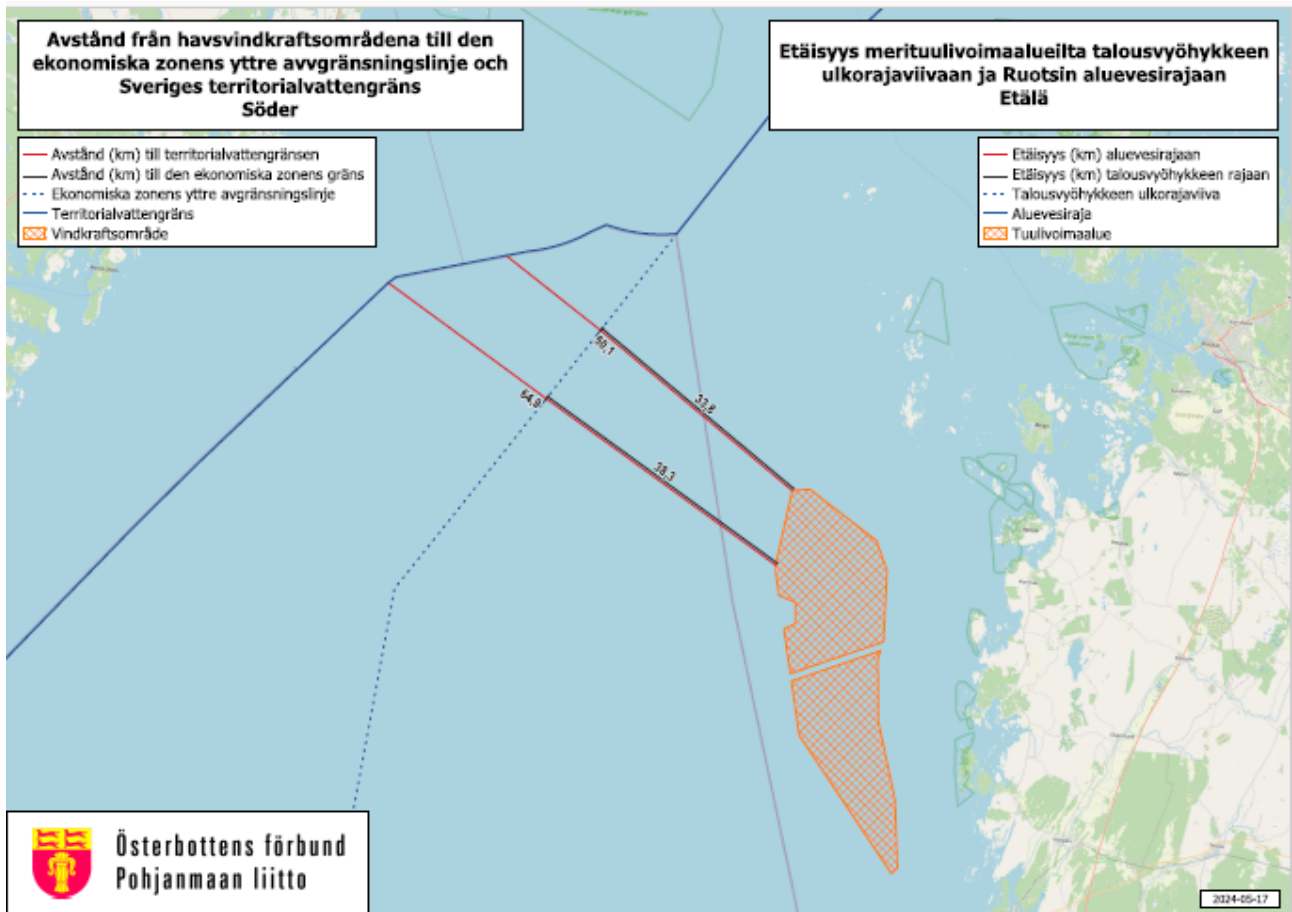 Avstånd från havsvindkraftsområdena till den
ekonomiska zonens yttre avvgränsningslinje och
Sveriges territorialvattengräns
Söder
Avstånd (km) till territorialvattengränsen
Avstånd (km) till den ekonomiska zonens gräns
Ekonomiska zonens yttre avgränsningslinje
Territorialvattengräns
Vindkraftsområde
Etäisyys merituulivoimaalueilta talousvyöhykkeen
ulkorajaviivaan ja Ruotsin aluevesirajaan
Etälä
Etäisyys (km) aluevesirajaan
Etäisyys (km) talousvyöhykkeen rajaan
Talousvyöhykkeen ulkorajaviiva
Aluevesiraja
Tuulivoimaalue
50,1
33,8
64,9
38,3
Österbottens förbund
Pohjanmaan liitto
2024-05-17